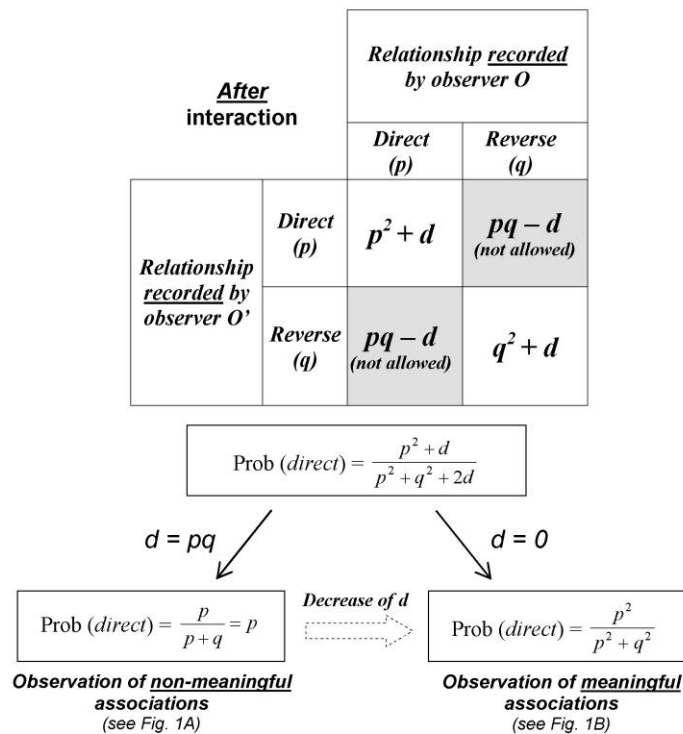 Relationship recorded
by observer O
After
interaction
Direct
(p)
Reverse
(q)
Relationship
recorded by
observer O'
Direct
(p)
p² + d
pq – d
(not allowed)
Reverse
(q)
pq – d
(not allowed)
q² + d
Prob (direct) = (p² + d) / (p² + q² + 2d)
d = pq
d = 0
Prob (direct) = p / (p + q) = p
Decrease of d
Prob (direct) = p² / (p² + q²)
Observation of non-meaningful
associations
(see Fig. 1A)
Observation of meaningful
associations
(see Fig. 1B)